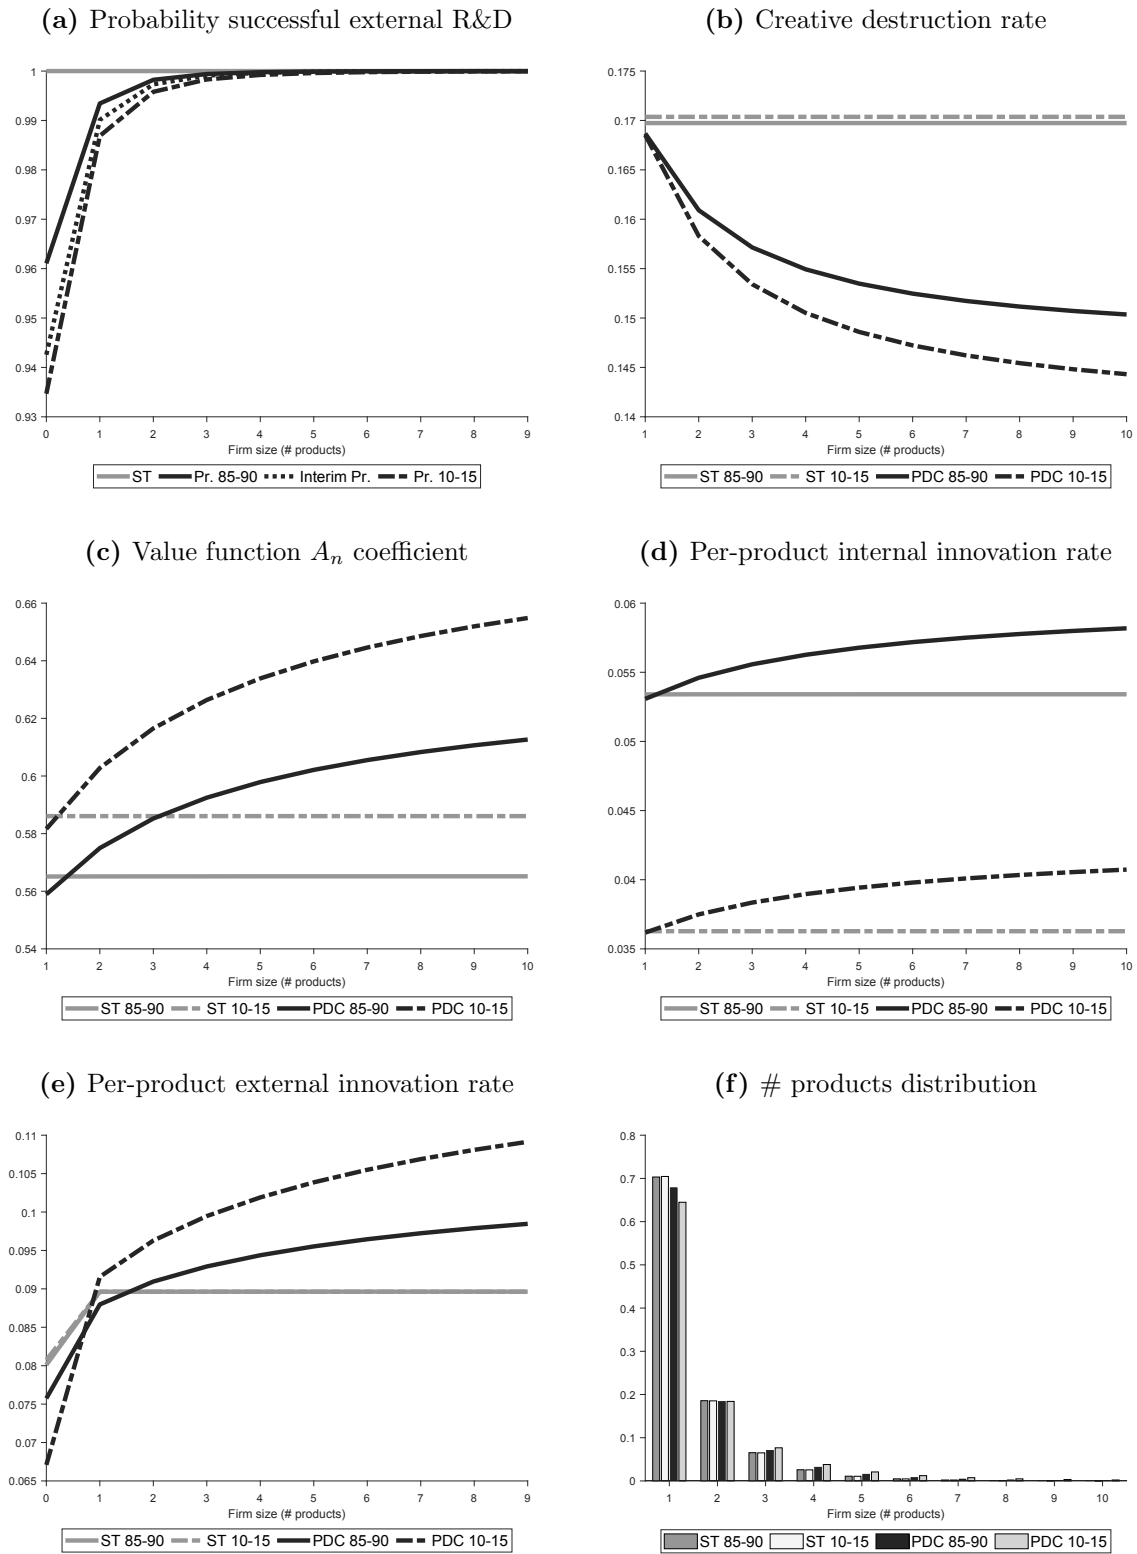 (a) Probability successful external R&D
1
0.99
0.98
0.97
0.96
0.95
0.94
0.93
0 1 2 3 4 5 6 7 8 9
Firm size (# products)
ST Pr. 85-90 Interim Pr. Pr. 10-15
(b) Creative destruction rate
0.175
0.17
0.165
0.16
0.155
0.15
0.145
0.14
1 2 3 4 5 6 7 8 9 10
Firm size (# products)
ST 85-90 ST 10-15 PDC 85-90 PDC 10-15
(c) Value function Aₙ coefficient
0.66
0.64
0.62
0.6
0.58
0.56
0.54
1 2 3 4 5 6 7 8 9 10
Firm size (# products)
ST 85-90 ST 10-15 PDC 85-90 PDC 10-15
(d) Per-product internal innovation rate
0.06
0.055
0.05
0.045
0.04
0.035
1 2 3 4 5 6 7 8 9 10
Firm size (# products)
ST 85-90 ST 10-15 PDC 85-90 PDC 10-15
(e) Per-product external innovation rate
0.11
0.105
0.1
0.095
0.09
0.085
0.08
0.075
0.07
0.065
0 1 2 3 4 5 6 7 8 9
Firm size (# products)
ST 85-90 ST 10-15 PDC 85-90 PDC 10-15
(f) # products distribution
0.8
0.7
0.6
0.5
0.4
0.3
0.2
0.1
0
1 2 3 4 5 6 7 8 9 10
Firm size (# products)
ST 85-90 ST 10-15 PDC 85-90 PDC 10-15